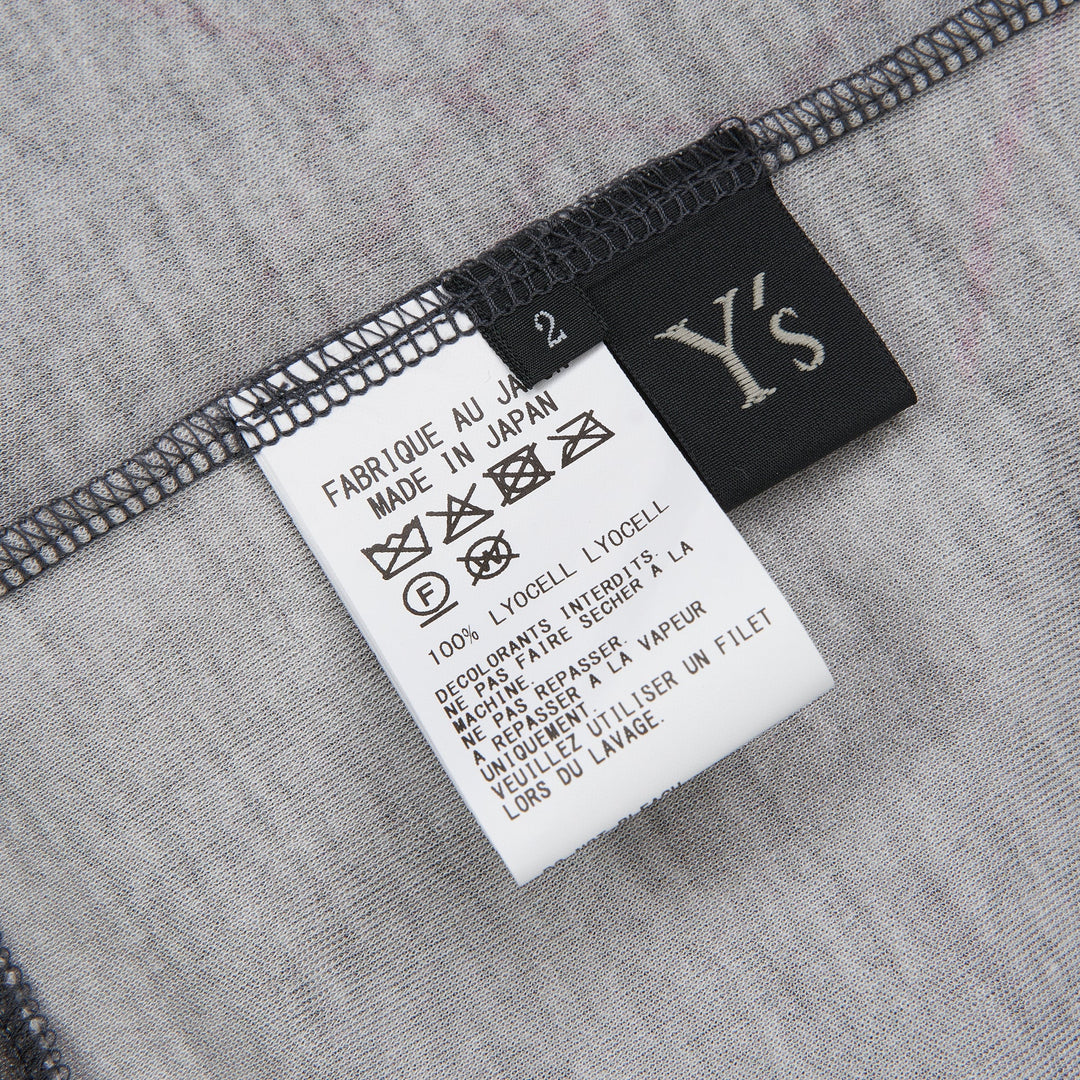 2
Y's
FABRIQUE AU
MADE IN JAPAN
F
W
100% LYOCELL LYOCELL
DECOLORANTS INTERDITS.
NE PAS FAIRE SECHER A LA
MACHINE.
NE PAS REPASSER.
A REPASSER A LA VAPEUR
UNIQUEMENT.
VEUILLEZ UTILISER UN FILET
LORS DU LAVAGE.